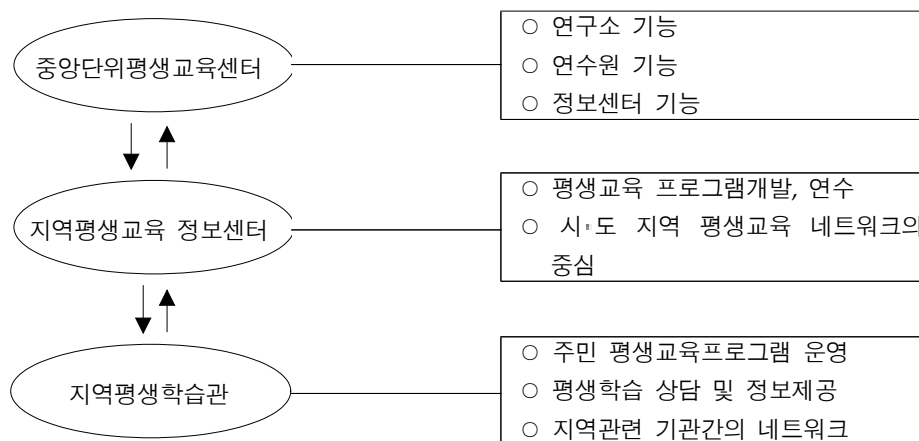 중앙단위평생교육센터
○ 연구소 기능
○ 연수원 기능
○ 정보센터 기능
지역평생교육 정보센터
○ 평생교육 프로그램개발, 연수
○ 시·도 지역 평생교육 네트워크의
중심
지역평생학습관
○ 주민 평생교육프로그램 운영
○ 평생학습 상담 및 정보제공
○ 지역관련 기관간의 네트워크